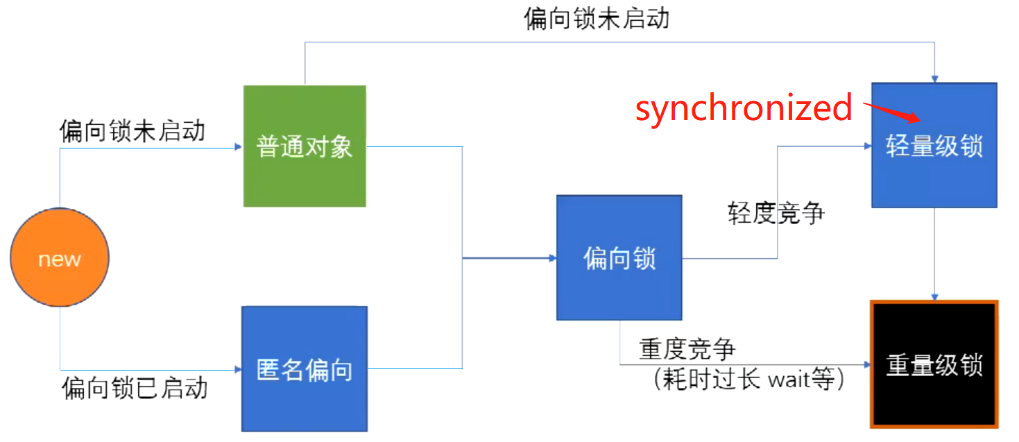 偏向锁未启动
synchronized
偏向锁未启动
普通对象
轻量级锁
轻度竞争
new
偏向锁
匿名偏向
重度竞争
（耗时过长 wait等）
重量级锁
偏向锁已启动